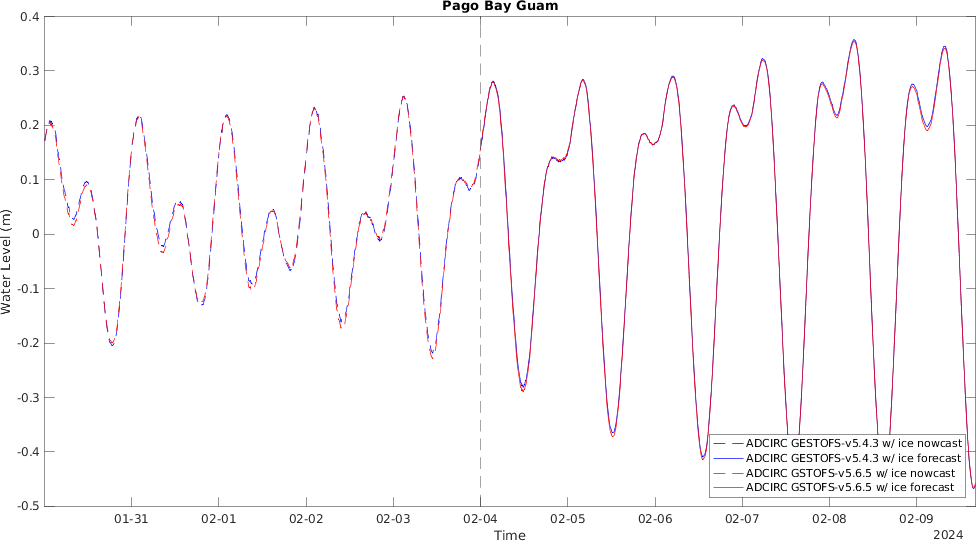 Pago Bay Guam
0.4
0.3
0.2
0.1
0
-0.1
-0.2
-0.3
-0.4
-0.5
Water Level (m)
ADCIRC GESTOFS-v5.4.3 w/ ice nowcast
ADCIRC GESTOFS-v5.4.3 w/ ice forecast
ADCIRC GSTOFS-v5.6.5 w/ ice nowcast
ADCIRC GSTOFS-v5.6.5 w/ ice forecast
01-31 02-01 02-02 02-03 02-04 02-05 02-06 02-07 02-08 02-09
Time
2024